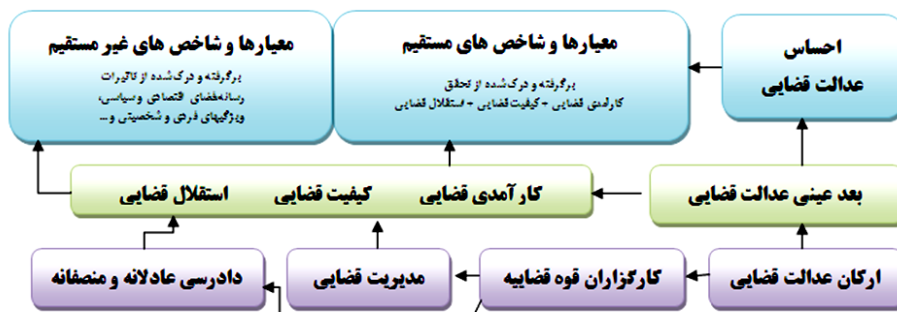 احساس
عدالت قضایی
معیارها و شاخص های مستقیم
برگرفته و درک‌شده از تحقق
کارآمدی قضایی + کیفیت قضایی + استقلال قضایی
معیارها و شاخص های غیر مستقیم
برگرفته و درک‌شده از تاثیرات
رسانه‌فضای اقتصادی و سیاسی،
ویژگیهای فردی و شخصیتی و...
بعد عینی عدالت قضایی
کارآمدی قضایی کیفیت قضایی استقلال قضایی
ارکان عدالت قضایی
کارگزاران قوه قضاییه
مدیریت قضایی
دادرسی عادلانه و منصفانه